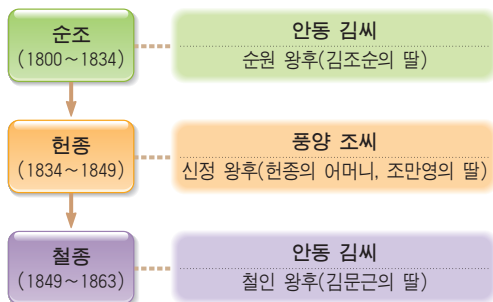 순조
(1800~1834)
안동 김씨
순원 왕후(김조순의 딸)
헌종
(1834~1849)
풍양 조씨
신정 왕후(헌종의 어머니, 조만영의 딸)
철종
(1849~1863)
안동 김씨
철인 왕후(김문근의 딸)